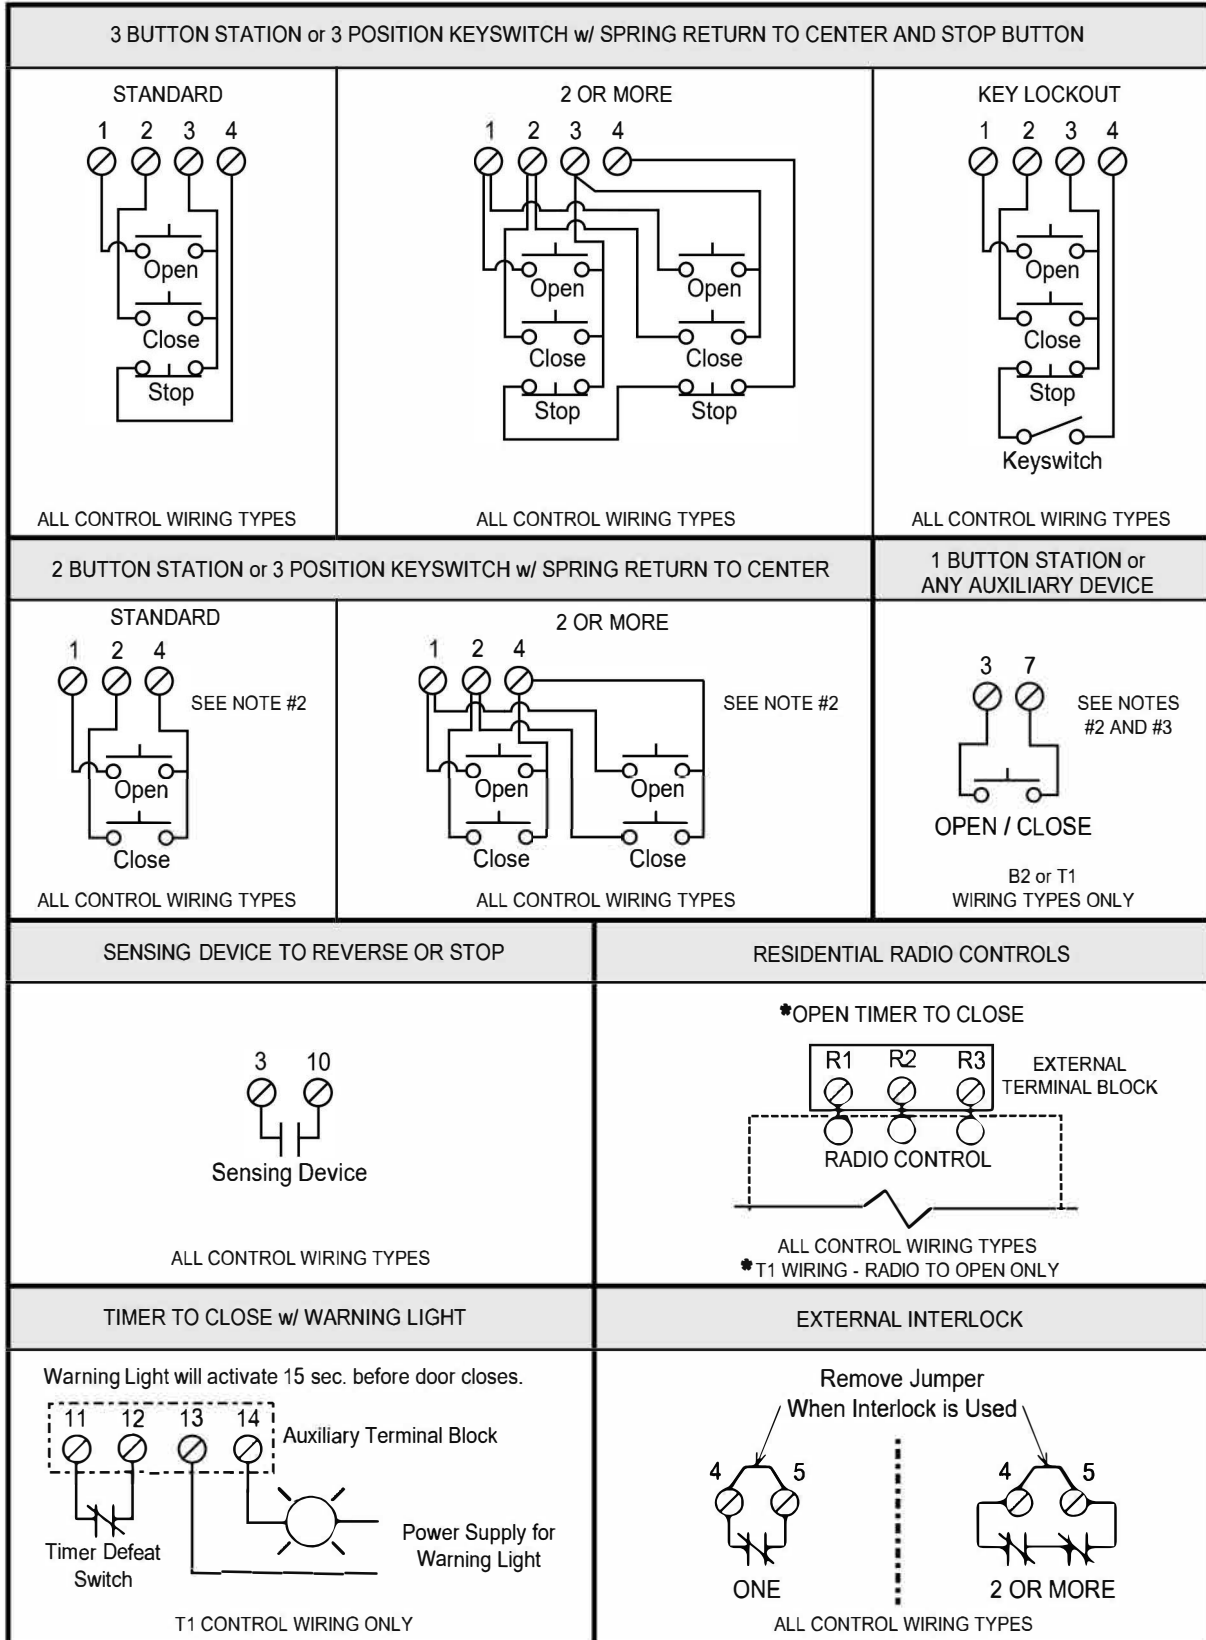 3 BUTTON STATION or 3 POSITION KEYSWITCH w/ SPRING RETURN TO CENTER AND STOP BUTTON
STANDARD
1 2 3 4
Open
Close
Stop
ALL CONTROL WIRING TYPES
2 OR MORE
1 2 3 4
Open Open
Close Close
Stop Stop
ALL CONTROL WIRING TYPES
KEY LOCKOUT
1 2 3 4
Open
Close
Stop
Keyswitch
ALL CONTROL WIRING TYPES
2 BUTTON STATION or 3 POSITION KEYSWITCH w/ SPRING RETURN TO CENTER
STANDARD
1 2 4
SEE NOTE #2
Open
Close
ALL CONTROL WIRING TYPES
2 OR MORE
1 2 4
SEE NOTE #2
Open Open
Close Close
ALL CONTROL WIRING TYPES
1 BUTTON STATION or
ANY AUXILIARY DEVICE
3 7
SEE NOTES
#2 AND #3
OPEN / CLOSE
B2 or T1
WIRING TYPES ONLY
SENSING DEVICE TO REVERSE OR STOP
3 10
Sensing Device
ALL CONTROL WIRING TYPES
RESIDENTIAL RADIO CONTROLS
*OPEN TIMER TO CLOSE
R1 R2 R3
EXTERNAL
TERMINAL BLOCK
RADIO CONTROL
ALL CONTROL WIRING TYPES
*T1 WIRING - RADIO TO OPEN ONLY
TIMER TO CLOSE w/ WARNING LIGHT
Warning Light will activate 15 sec. before door closes.
11 12 13 14
Auxiliary Terminal Block
Timer Defeat
Switch
Power Supply for
Warning Light
T1 CONTROL WIRING ONLY
EXTERNAL INTERLOCK
Remove Jumper
When Interlock is Used
4 5
ONE
4 5
2 OR MORE
ALL CONTROL WIRING TYPES